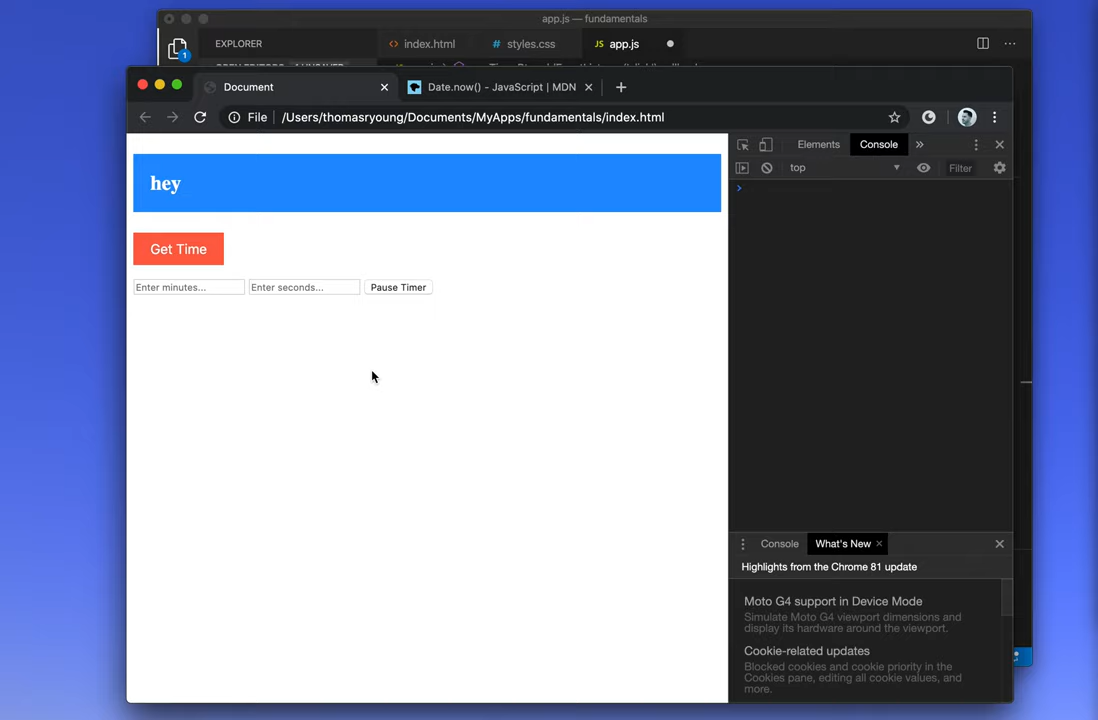 app.js — fundamentals
EXPLORER
index.html
styles.css
JS app.js
1
Document
Date.now() - JavaScript | MDN
File /Users/thomasryoung/Documents/MyApps/fundamentals/index.html
hey
Get Time
Enter minutes...
Enter seconds...
Pause Timer
Elements
Console
top
Filter
Console
What's New
Highlights from the Chrome 81 update
Moto G4 support in Device Mode
Simulate Moto G4 viewport dimensions and
display its hardware around the viewport.
Cookie-related updates
Blocked cookies and cookie priority in the
Cookies pane, editing all cookie values, and
more.